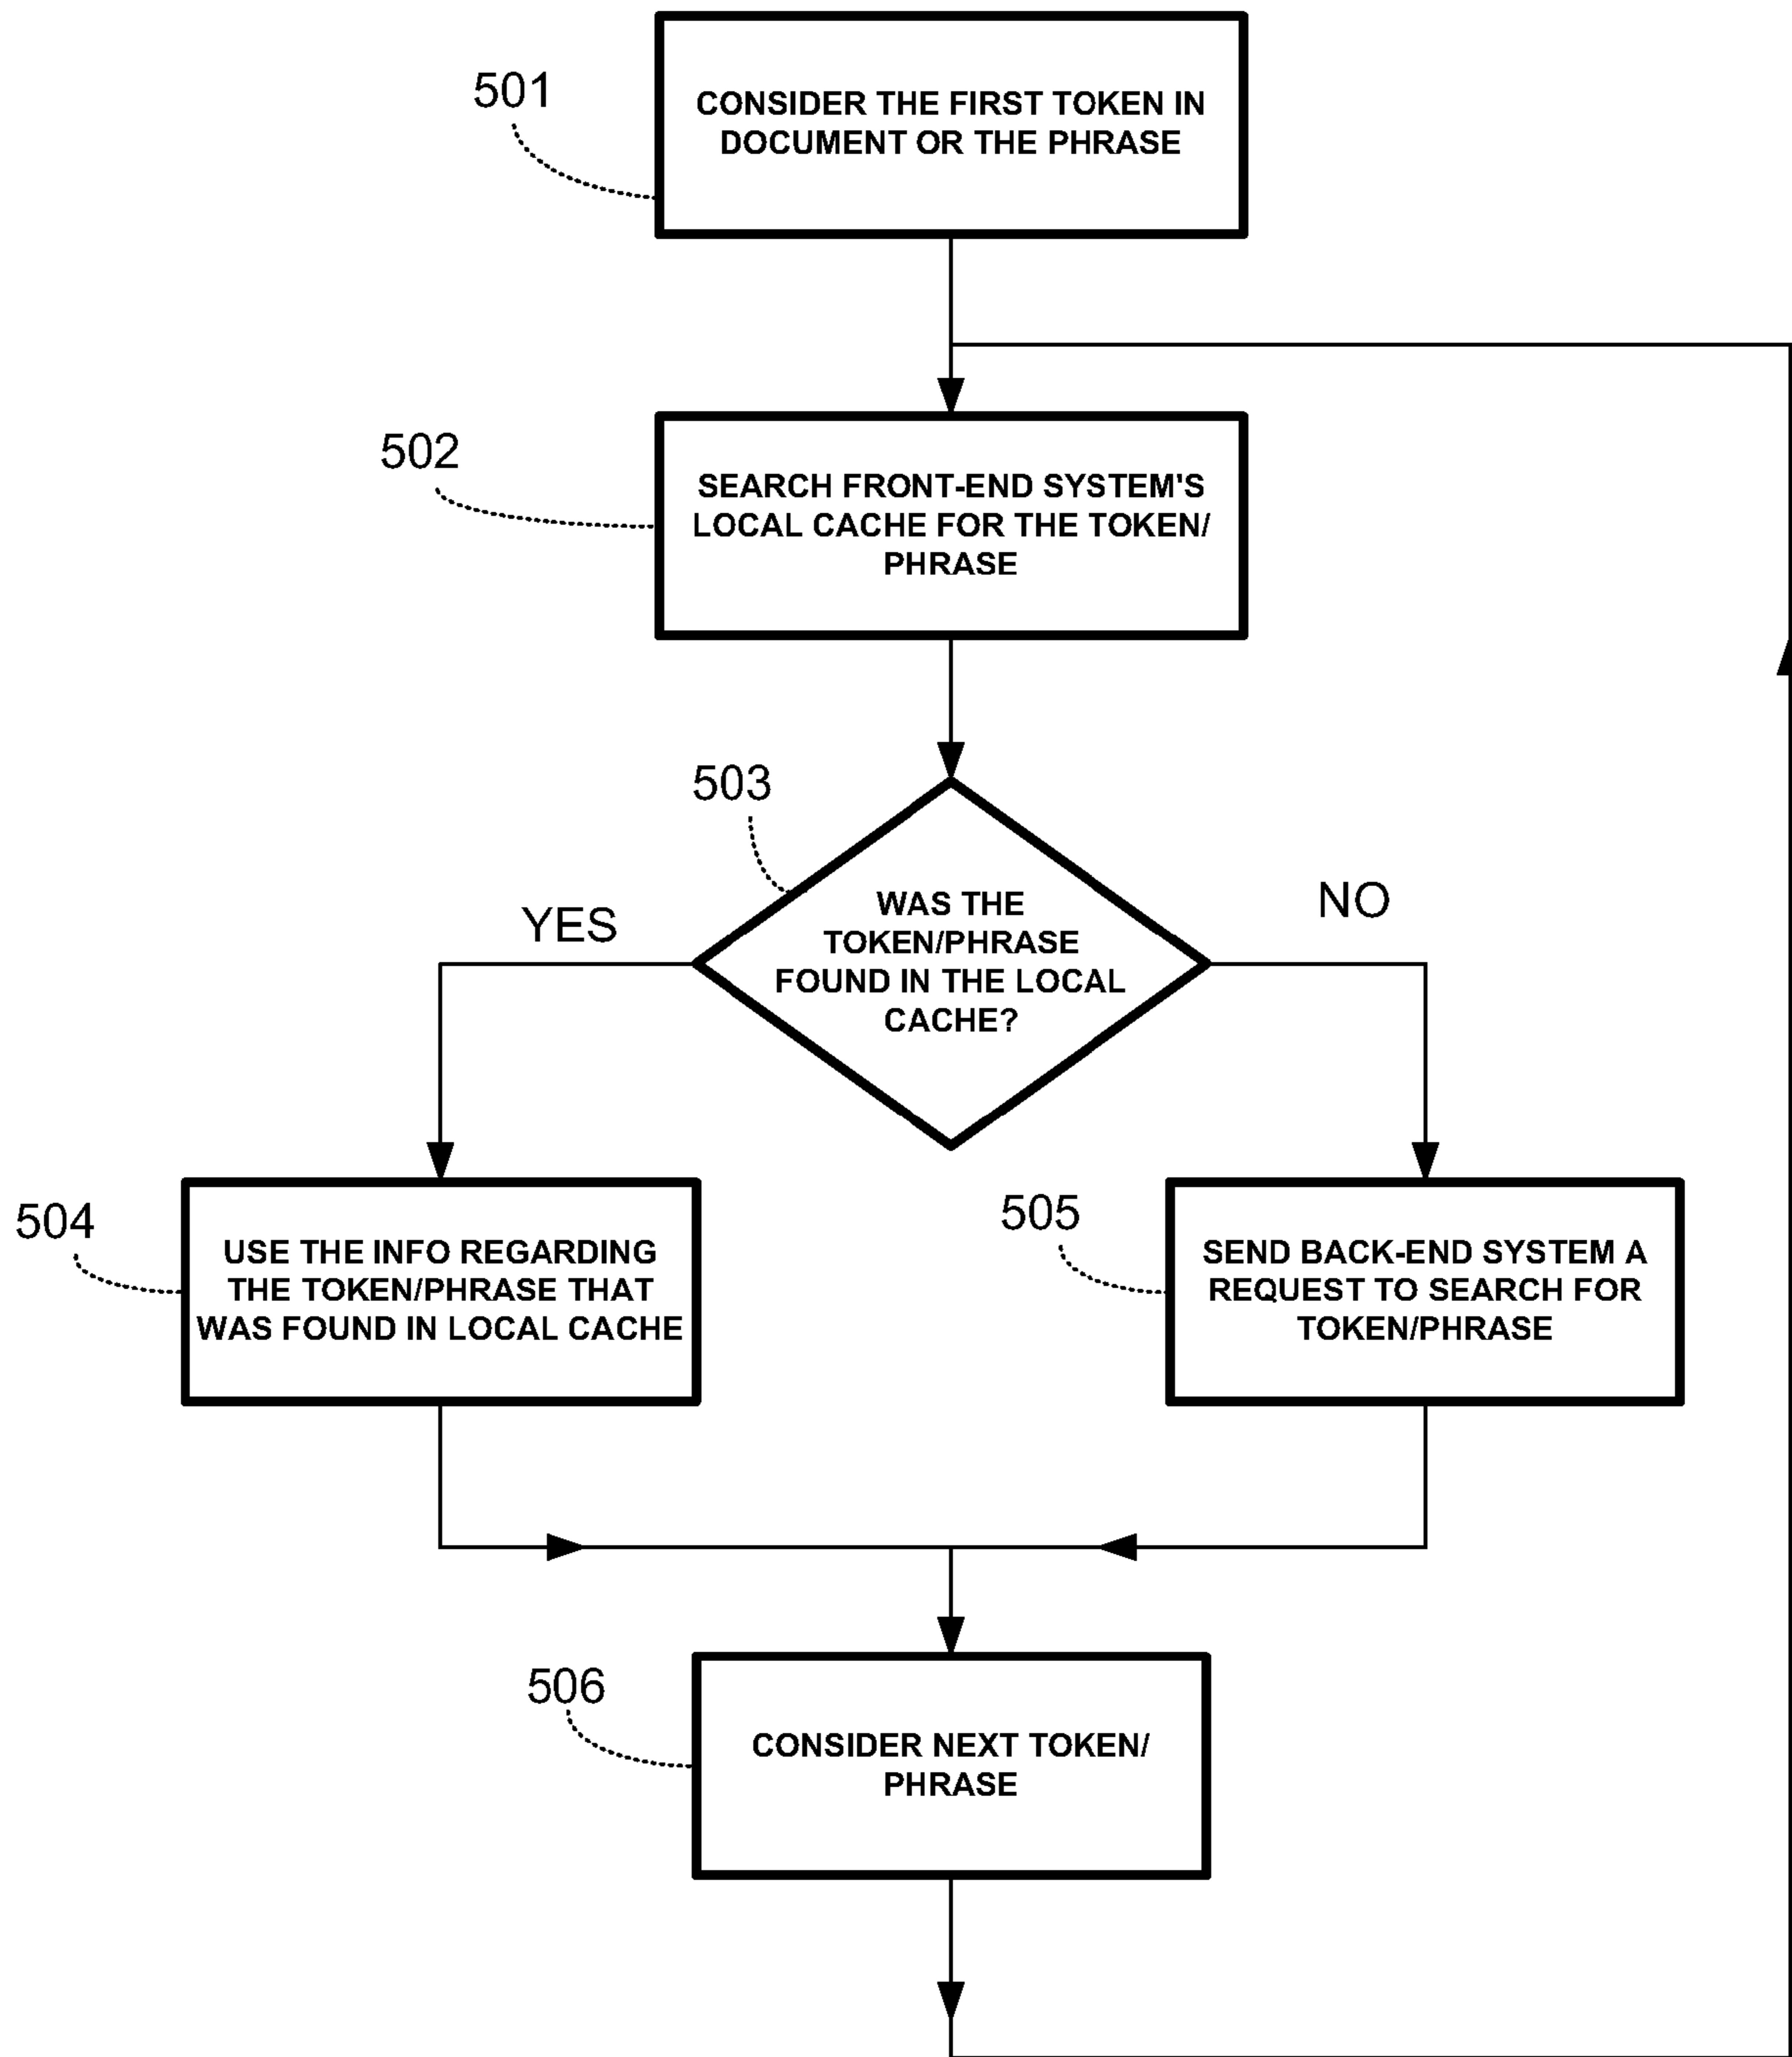 501
CONSIDER THE FIRST TOKEN IN
DOCUMENT OR THE PHRASE
502
SEARCH FRONT-END SYSTEM'S
LOCAL CACHE FOR THE TOKEN/
PHRASE
503
WAS THE
TOKEN/PHRASE
FOUND IN THE LOCAL
CACHE?
YES
NO
504
USE THE INFO REGARDING
THE TOKEN/PHRASE THAT
WAS FOUND IN LOCAL CACHE
505
SEND BACK-END SYSTEM A
REQUEST TO SEARCH FOR
TOKEN/PHRASE
506
CONSIDER NEXT TOKEN/
PHRASE